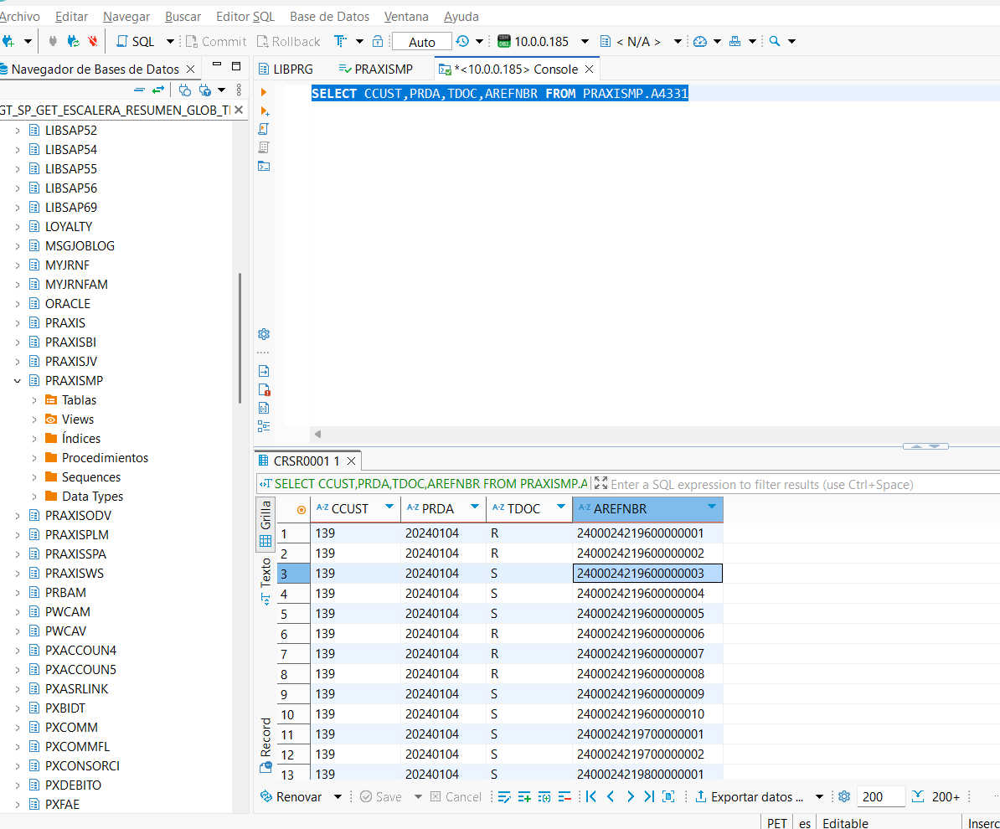 Archivo Editar Navegar Buscar Editor SQL Base de Datos Ventana Ayuda
SQL Commit Rollback T Auto 10.0.0.185 < N/A >
Navegador de Bases de Datos
LIBPRG PRAXISMP *<10.0.0.185> Console
GT_SP_GET_ESCALERA_RESUMEN_GLOB_TI
SELECT CCUST,PRDA,TDOC,AREFNBR FROM PRAXISMP.A4331
LIBSAP52
LIBSAP54
LIBSAP55
LIBSAP56
LIBSAP69
LOYALTY
MSGJOBLOG
MYJRNF
MYJRNFAM
ORACLE
PRAXIS
PRAXISBI
PRAXISJV
PRAXISMP
Tablas
Views
Índices
Procedimientos
Sequences
Data Types
PRAXISODV
PRAXISPLM
PRAXISSPA
PRAXISWS
PRBAM
PWCAM
PWCAV
PXACCOUN4
PXACCOUN5
PXASRLINK
PXBIDT
PXCOMM
PXCOMMFL
PXCONSORCI
PXDEBITO
PXFAE
CRSR0001 1
SELECT CCUST,PRDA,TDOC,AREFNBR FROM PRAXISMP.A Enter a SQL expression to filter results (use Ctrl+Space)
Grilla
Texto
Record
A-Z CCUST A-Z PRDA A-Z TDOC A-Z AREFNBR
1 139 20240104 R 2400024219600000001
2 139 20240104 R 2400024219600000002
3 139 20240104 S 2400024219600000003
4 139 20240104 S 2400024219600000004
5 139 20240104 S 2400024219600000005
6 139 20240104 R 2400024219600000006
7 139 20240104 R 2400024219600000007
8 139 20240104 R 2400024219600000008
9 139 20240104 S 2400024219600000009
10 139 20240104 S 2400024219600000010
11 139 20240104 S 2400024219700000001
12 139 20240104 S 2400024219700000002
13 139 20240104 S 2400024219800000001
Renovar Save Cancel Exportar datos ... 200 200+
PET es Editable Inserc